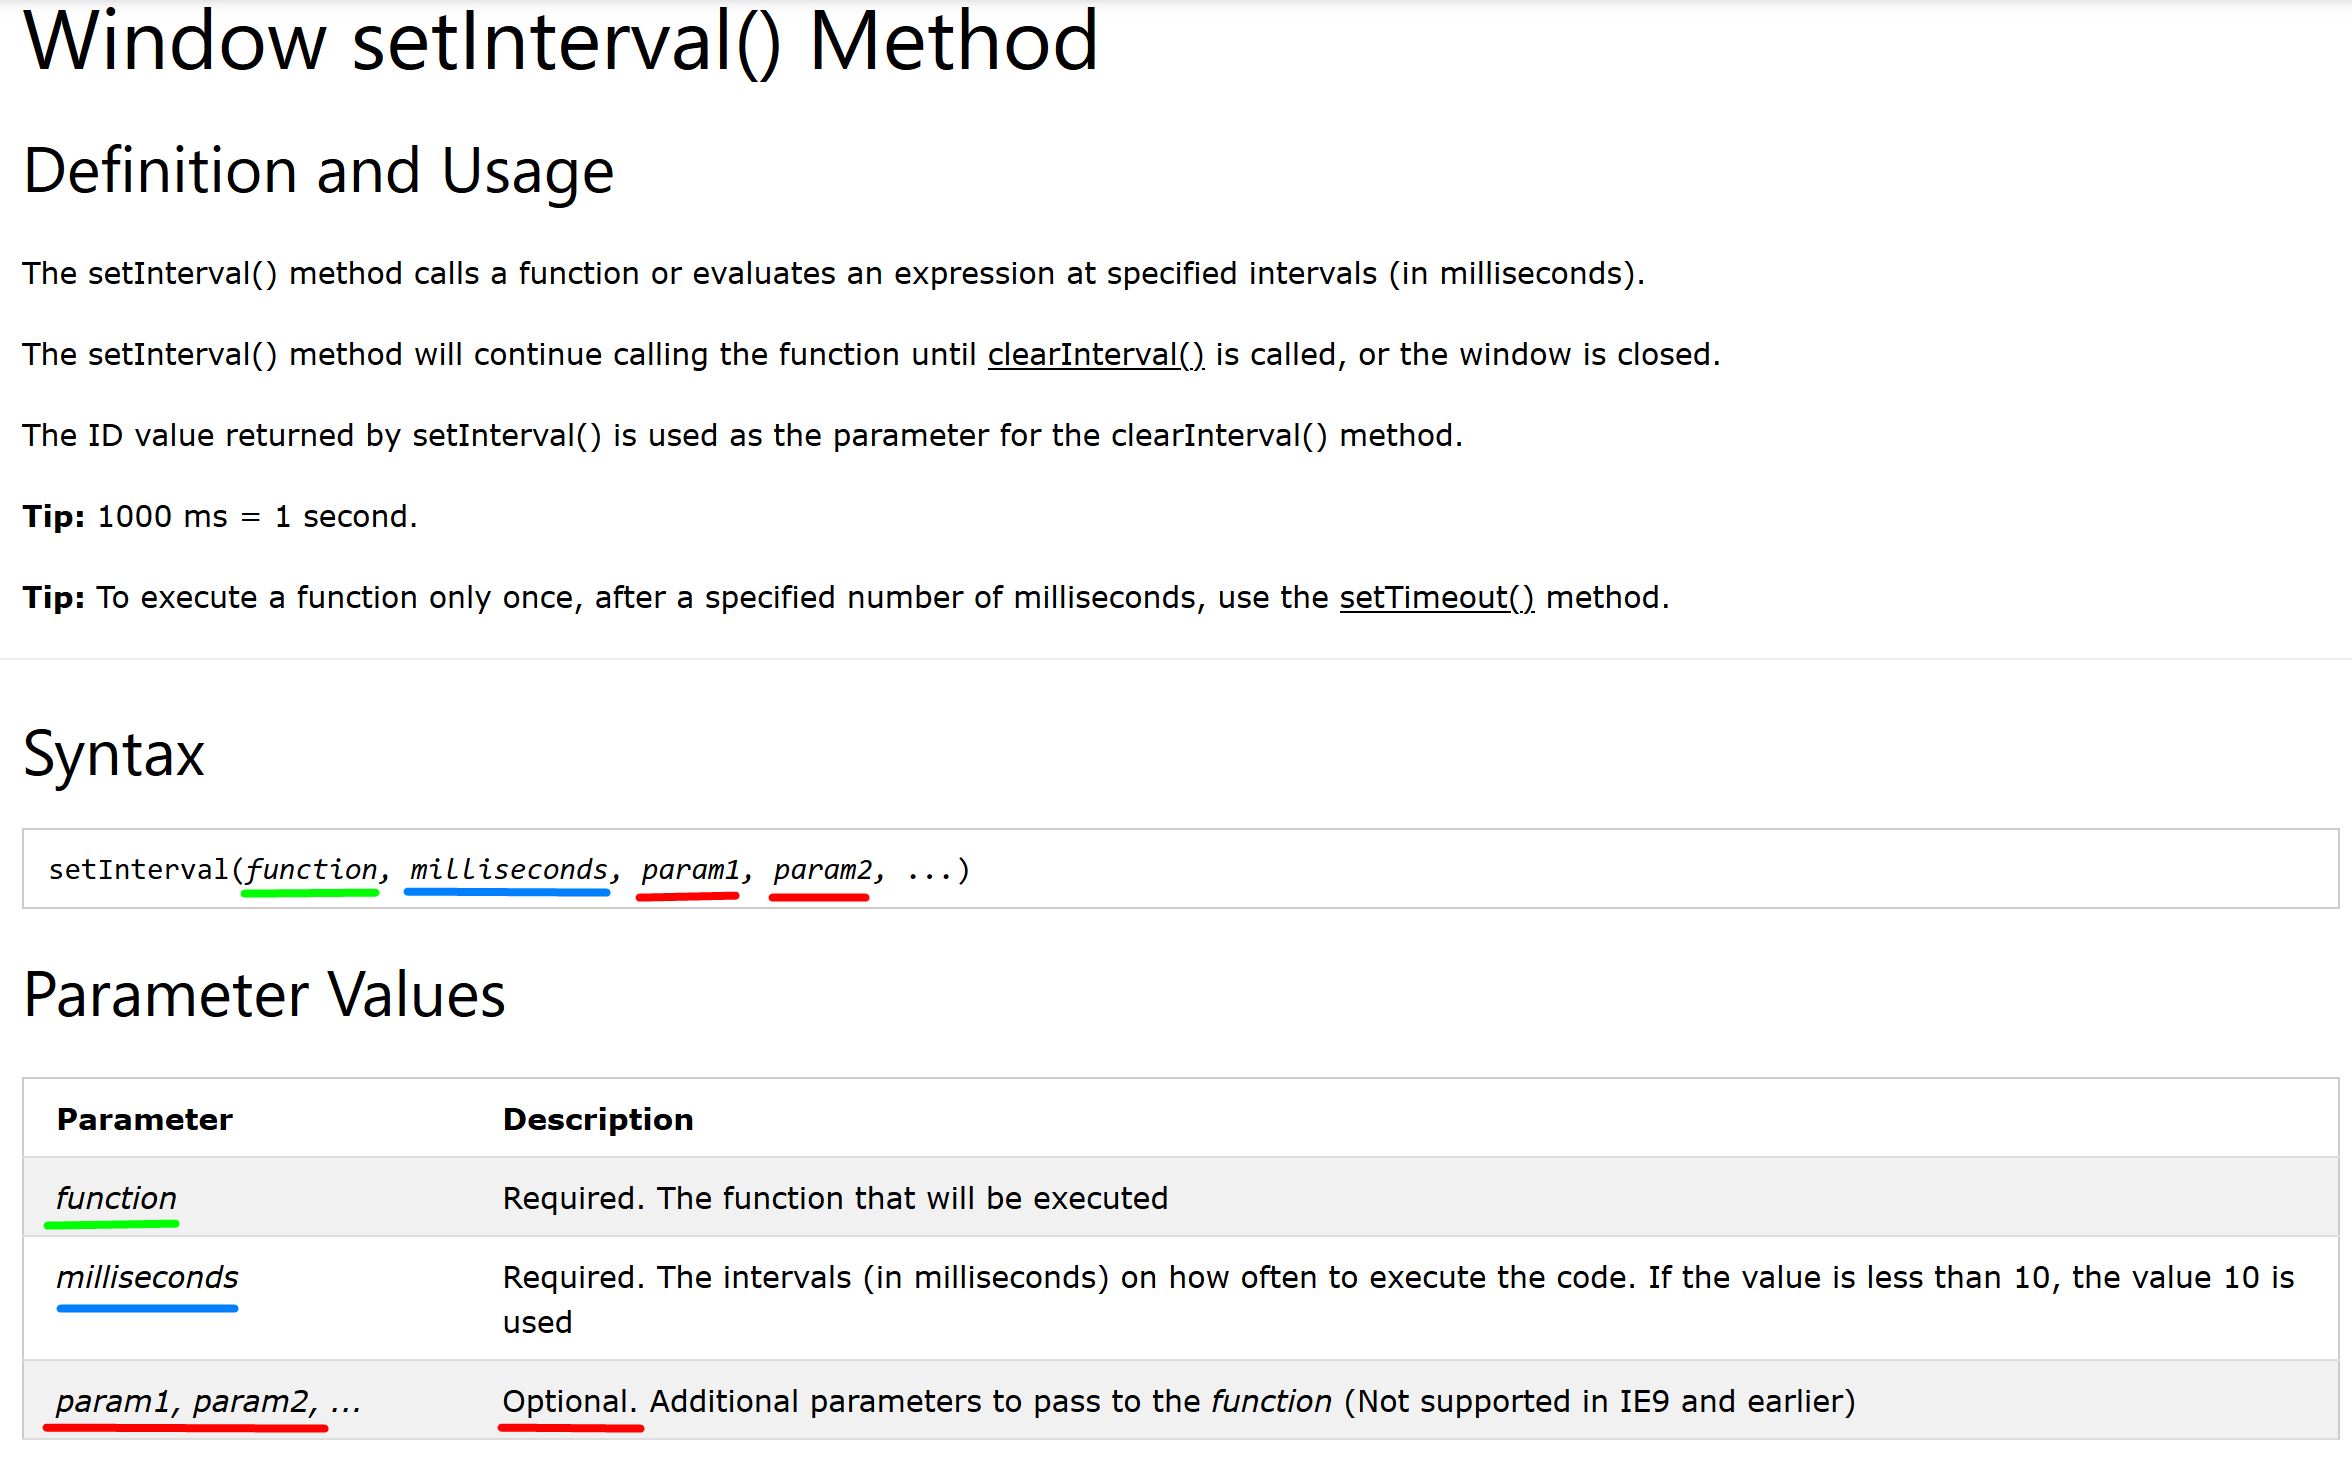 Window setInterval() Method
Definition and Usage
The setInterval() method calls a function or evaluates an expression at specified intervals (in milliseconds).
The setInterval() method will continue calling the function until clearInterval() is called, or the window is closed.
The ID value returned by setInterval() is used as the parameter for the clearInterval() method.
Tip: 1000 ms = 1 second.
Tip: To execute a function only once, after a specified number of milliseconds, use the setTimeout() method.
Syntax
setInterval(function, milliseconds, param1, param2, ...)
Parameter Values
Parameter Description
function Required. The function that will be executed
milliseconds Required. The intervals (in milliseconds) on how often to execute the code. If the value is less than 10, the value 10 is
used
param1, param2, ... Optional. Additional parameters to pass to the function (Not supported in IE9 and earlier)